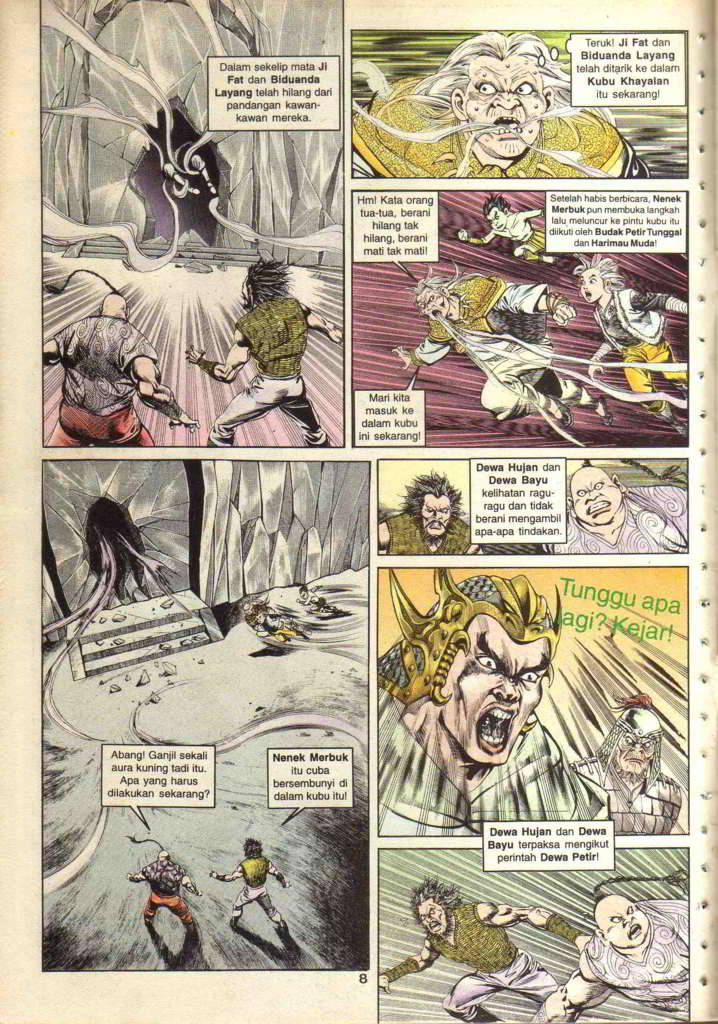 Dalam sekelip mata Ji
Fat dan Biduanda
Layang telah hilang dari
pandangan kawan-
kawan mereka.
Teruk! Ji Fat dan
Biduanda Layang
telah ditarik ke dalam
Kubu Khayalan
itu sekarang!
Hm! Kata orang
tua-tua, berani
hilang tak
hilang, berani
mati tak mati!
Setelah habis berbicara, Nenek
Merbuk pun membuka langkah
lalu meluncur ke pintu kubu itu
diikuti oleh Budak Petir Tunggal
dan Harimau Muda!
Mari kita
masuk ke
dalam kubu
ini sekarang!
Abang! Ganjil sekali
aura kuning tadi itu.
Apa yang harus
dilakukan sekarang?
Nenek Merbuk
itu cuba
bersembunyi di
dalam kubu itu!
Dewa Hujan dan
Dewa Bayu
kelihatan ragu-
ragu dan tidak
berani mengambil
apa-apa tindakan.
Tunggu apa
lagi? Kejar!
Dewa Hujan dan Dewa
Bayu terpaksa mengikut
perintah Dewa Petir!
8